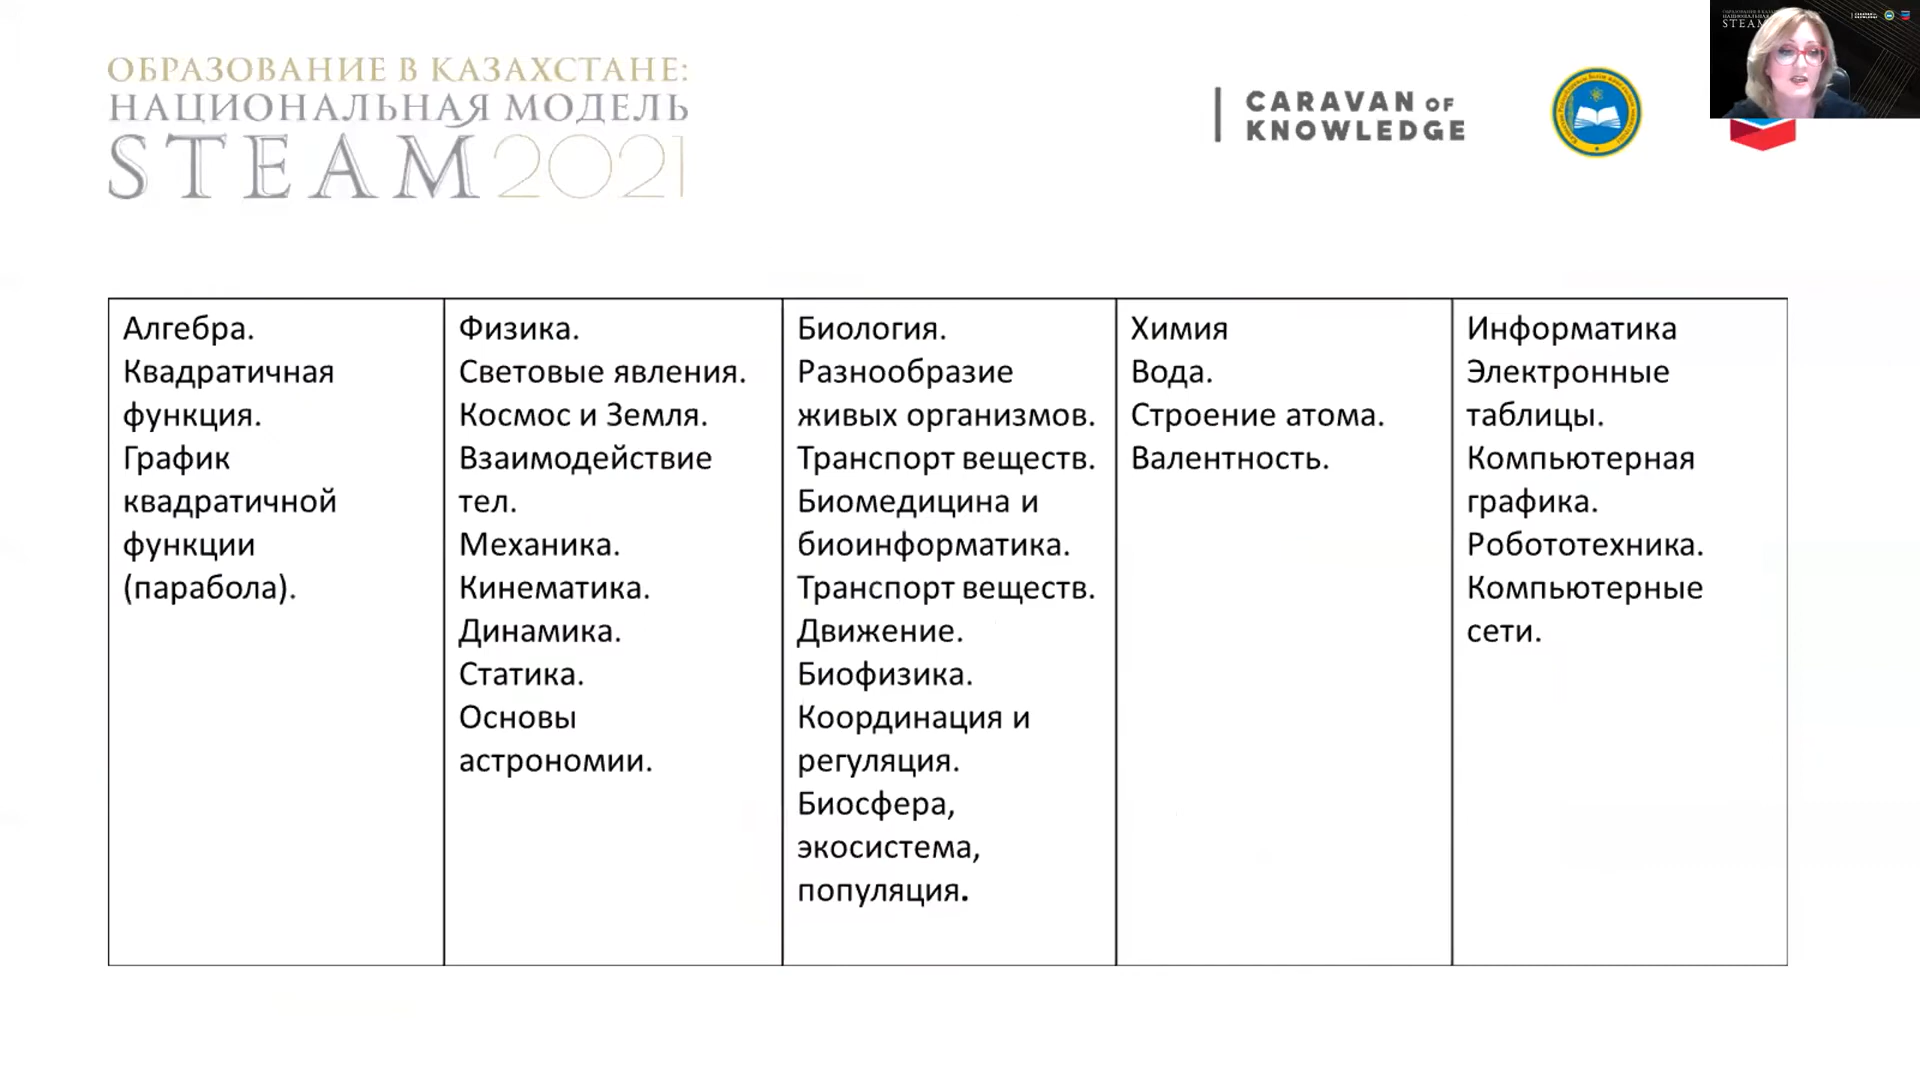 ОБРАЗОВАНИЕ В КАЗАХСТАНЕ:
НАЦИОНАЛЬНАЯ МОДЕЛЬ
STEAM 2021
CARAVAN OF
KNOWLEDGE
Алгебра.
Квадратичная
функция.
График
квадратичной
функции
(парабола).
Физика.
Световые явления.
Космос и Земля.
Взаимодействие
тел.
Механика.
Кинематика.
Динамика.
Статика.
Основы
астрономии.
Биология.
Разнообразие
живых организмов.
Транспорт веществ.
Биомедицина и
биоинформатика.
Транспорт веществ.
Движение.
Биофизика.
Координация и
регуляция.
Биосфера,
экосистема,
популяция.
Химия
Вода.
Строение атома.
Валентность.
Информатика
Электронные
таблицы.
Компьютерная
графика.
Робототехника.
Компьютерные
сети.